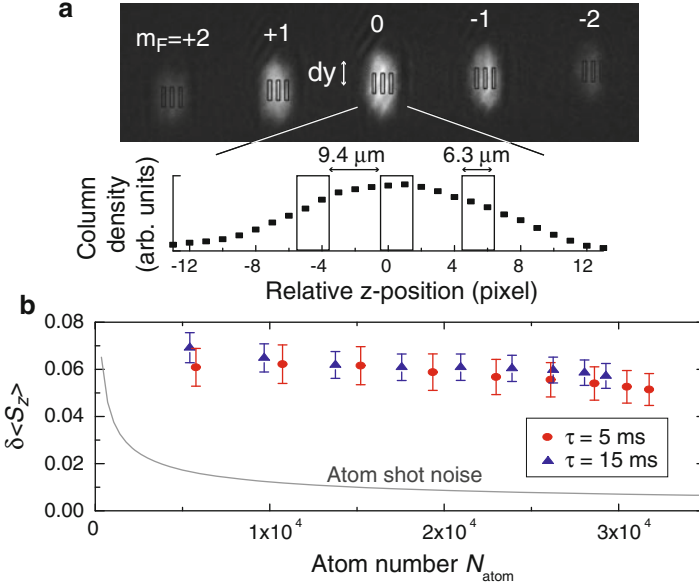 a
m_F=+2 +1 0 -1 -2
dy
9.4 μm 6.3 μm
Column density (arb. units)
-12 -8 -4 0 4 8 12
Relative z-position (pixel)
b
δ<S_z>
0.08
0.06
0.04
0.02
0.00
τ = 5 ms
τ = 15 ms
Atom shot noise
0 1x10^4 2x10^4 3x10^4
Atom number N_atom